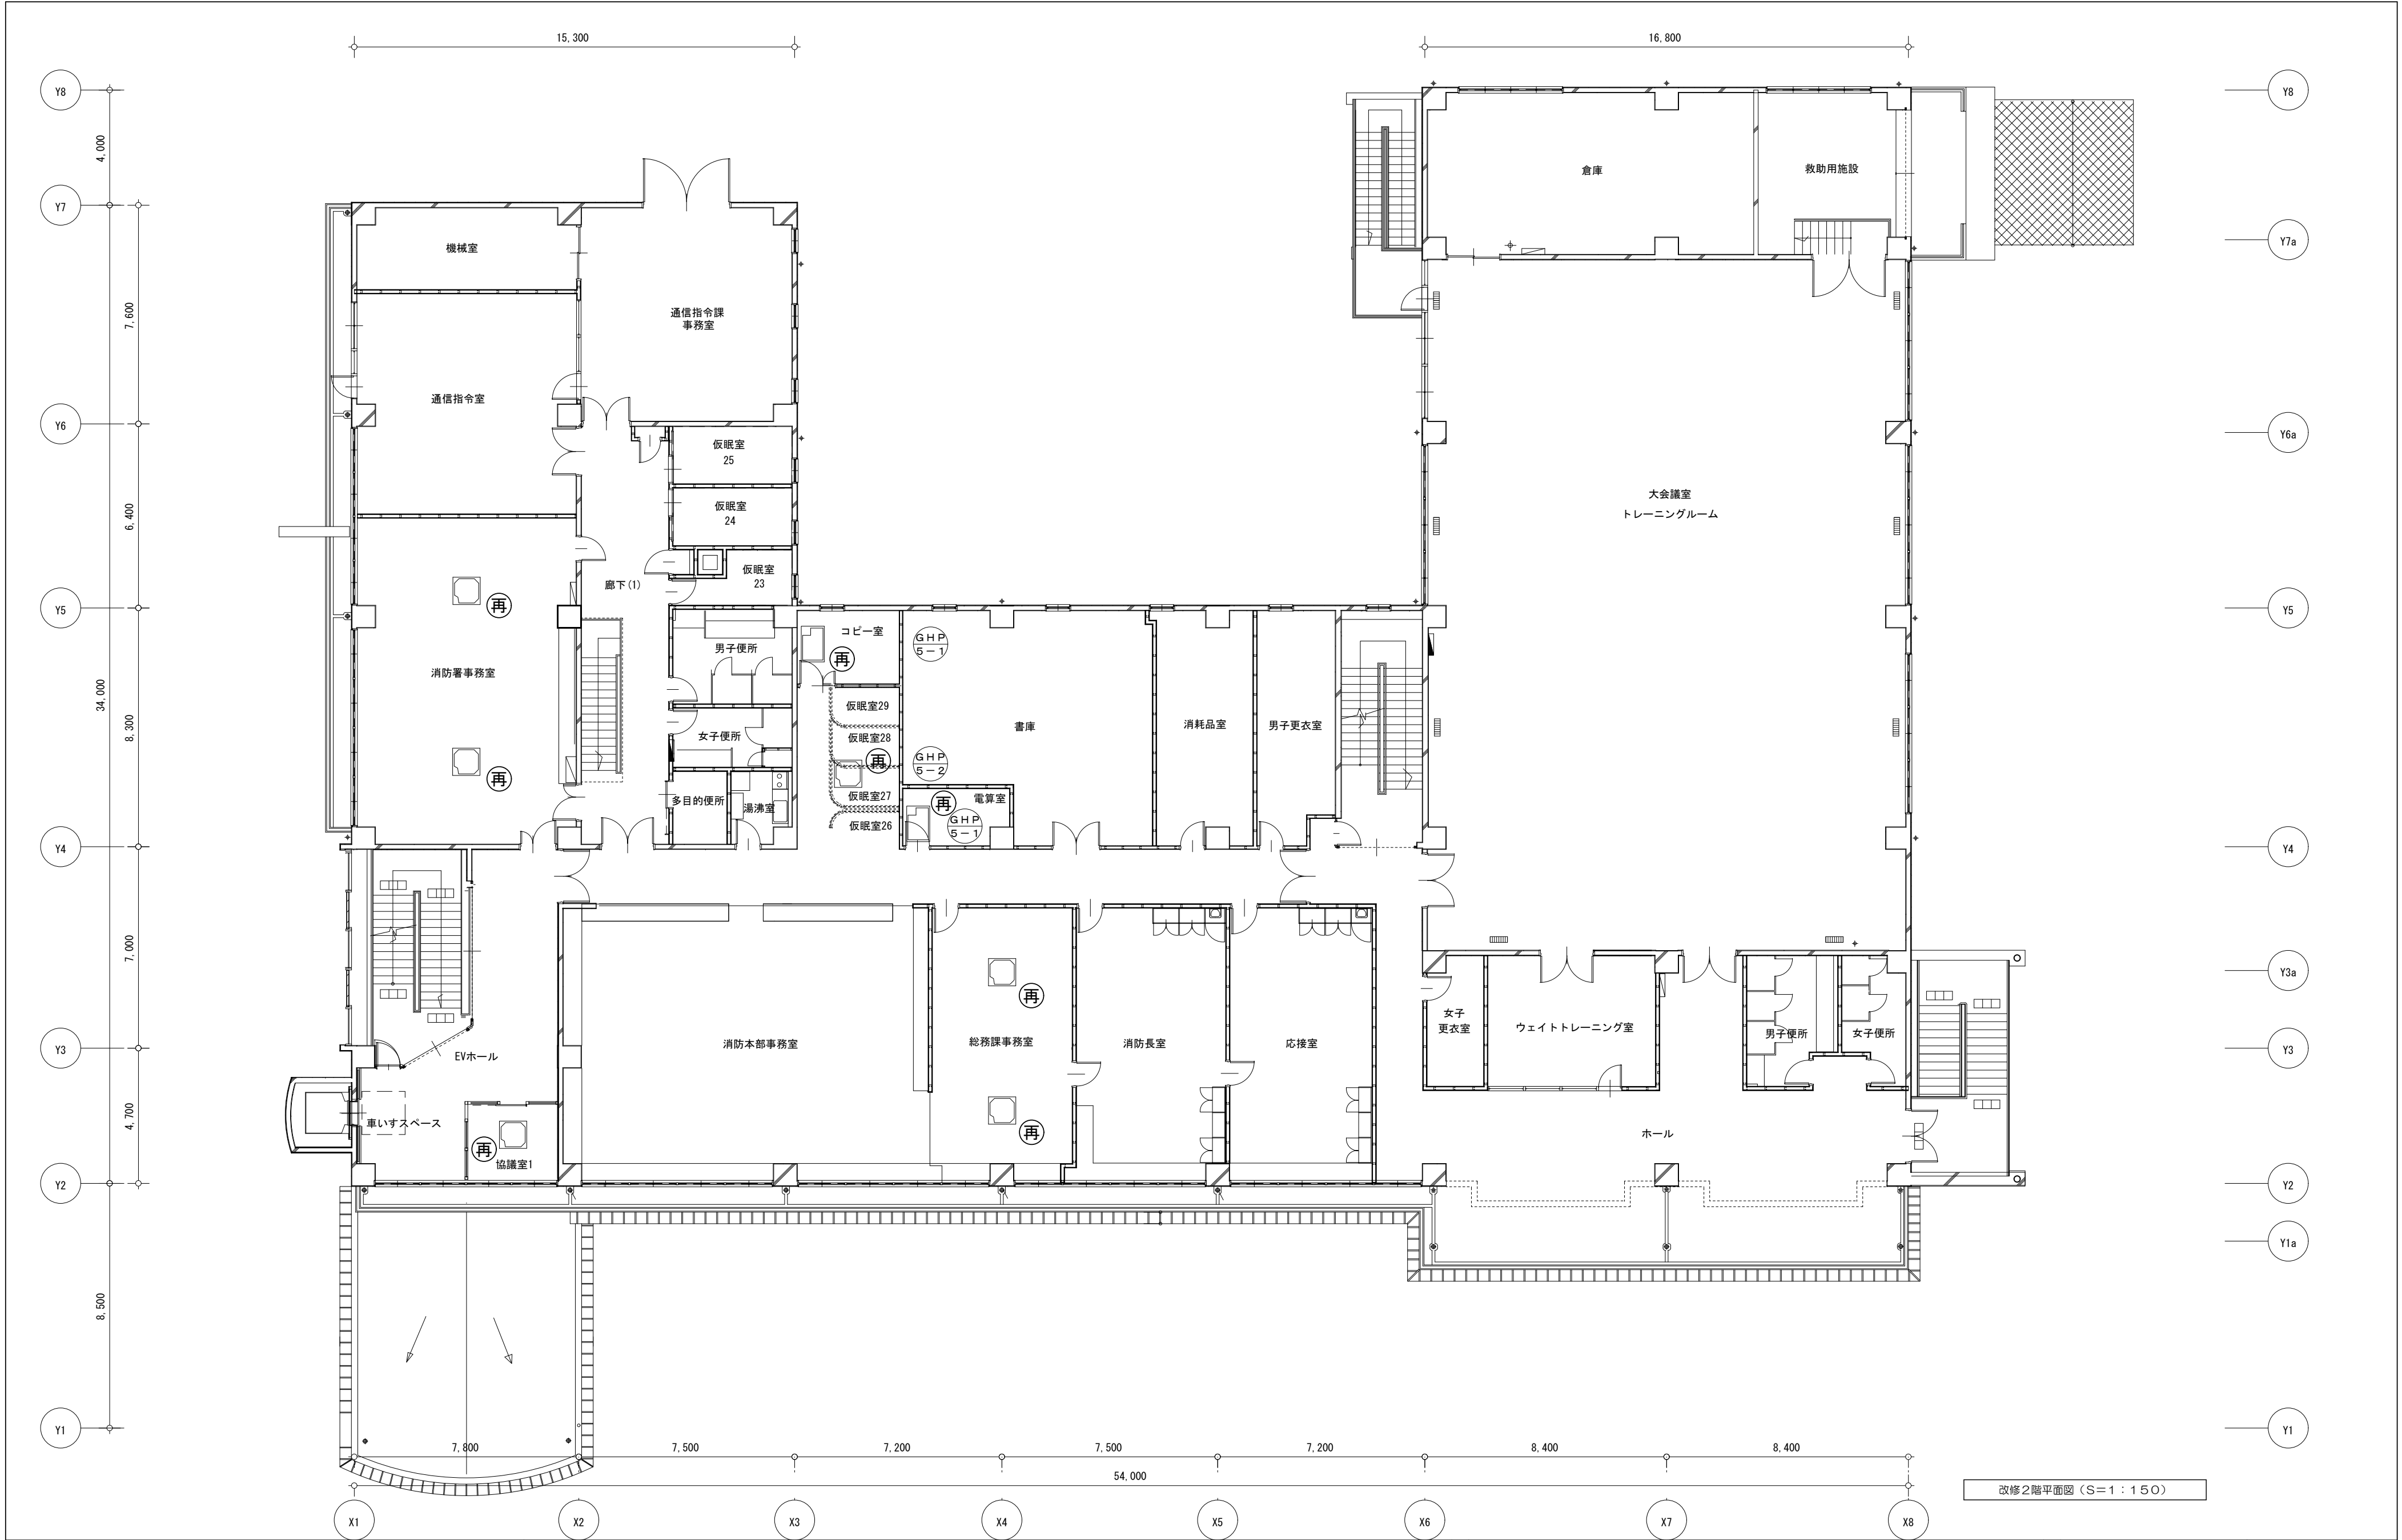 15,300
16,800
Y8
Y8
4,000
Y7
Y7a
7,600
Y6
Y6a
6,400
Y5
Y5
34,000
8,300
Y4
Y4
7,000
Y3a
Y3
Y3
4,700
Y2
Y2
Y1a
8,500
Y1
Y1
倉庫
救助用施設
機械室
通信指令課
事務室
通信指令室
仮眠室
25
仮眠室
24
仮眠室
23
廊下(1)
大会議室
トレーニングルーム
再
消防署事務室
再
男子便所
女子便所
多目的便所
湯沸室
コピー室
再
仮眠室29
仮眠室28
再
仮眠室27
仮眠室26
GHP
5-1
書庫
GHP
5-2
再
電算室
GHP
5-1
消耗品室
男子更衣室
EVホール
車いすスペース
再
協議室1
消防本部事務室
再
総務課事務室
再
消防長室
応接室
女子
更衣室
ウェイトトレーニング室
男子便所
女子便所
ホール
7,800
7,500
7,200
7,500
7,200
8,400
8,400
54,000
X1
X2
X3
X4
X5
X6
X7
X8
改修2階平面図(S=1:150)